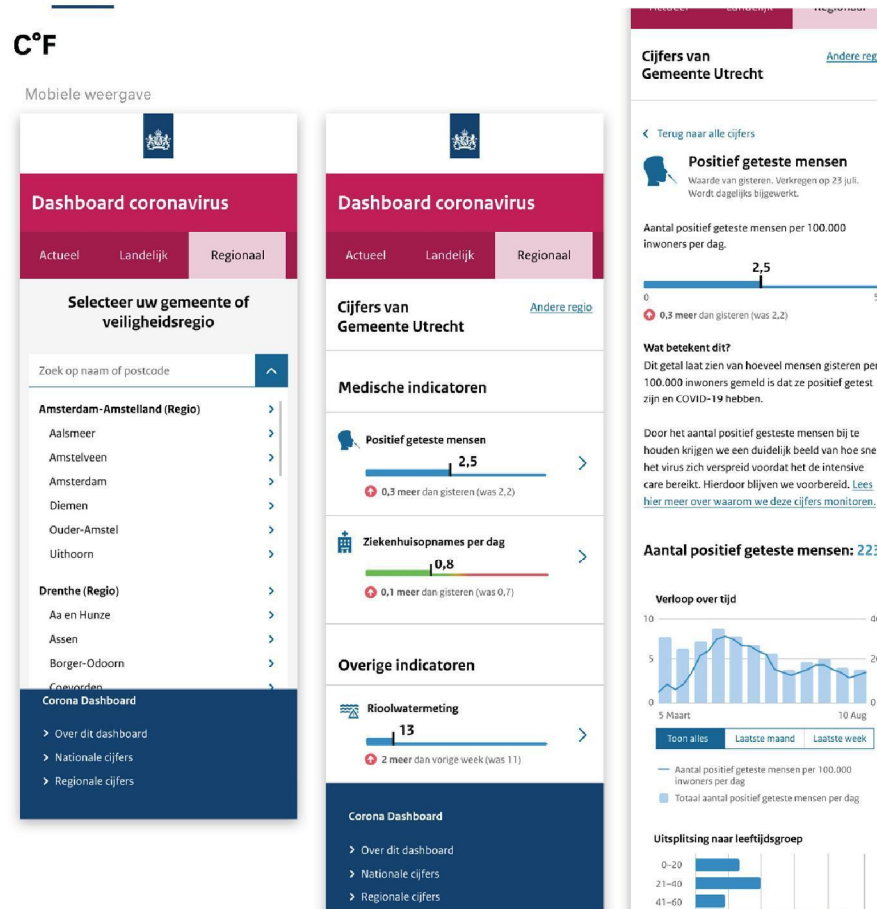 C°F
Mobiele weergave
Dashboard coronavirus
Actueel Landelijk Regionaal
Selecteer uw gemeente of
veiligheidsregio
Zoek op naam of postcode
Amsterdam-Amstelland (Regio)
Aalsmeer
Amstelveen
Amsterdam
Diemen
Ouder-Amstel
Uithoorn
Drenthe (Regio)
Aa en Hunze
Assen
Borger-Odoorn
Coevorden
Corona Dashboard
Over dit dashboard
Nationale cijfers
Regionale cijfers
Dashboard coronavirus
Actueel Landelijk Regionaal
Cijfers van
Gemeente Utrecht
Andere regio
Medische indicatoren
Positief geteste mensen
2,5
0,3 meer dan gisteren (was 2,2)
Ziekenhuisopnames per dag
0,8
0,1 meer dan gisteren (was 0,7)
Overige indicatoren
Rioolwatermeting
13
2 meer dan vorige week (was 11)
Corona Dashboard
Over dit dashboard
Nationale cijfers
Regionale cijfers
Cijfers van
Gemeente Utrecht
Andere reg
Terug naar alle cijfers
Positief geteste mensen
Waarde van gisteren. Verkregen op 23 juli.
Wordt dagelijks bijgewerkt.
Aantal positief geteste mensen per 100.000
inwoners per dag.
2,5
0
0,3 meer dan gisteren (was 2,2)
Wat betekent dit?
Dit getal laat zien van hoeveel mensen gisteren per
100.000 inwoners gemeld is dat ze positief getest
zijn en COVID-19 hebben.
Door het aantal positief gesteste mensen bij te
houden krijgen we een duidelijk beeld van hoe sne
het virus zich verspreid voordat het de intensive
care bereikt. Hierdoor blijven we voorbereid. Lees
hier meer over waarom we deze cijfers monitoren.
Aantal positief geteste mensen: 223
Verloop over tijd
10
5
0
5 Maart 10 Aug
Toon alles Laatste maand Laatste week
Aantal positief geteste mensen per 100.000
inwoners per dag
Totaal aantal positief geteste mensen per dag
Uitsplitsing naar leeftijdsgroep
0-20
21-40
41-60